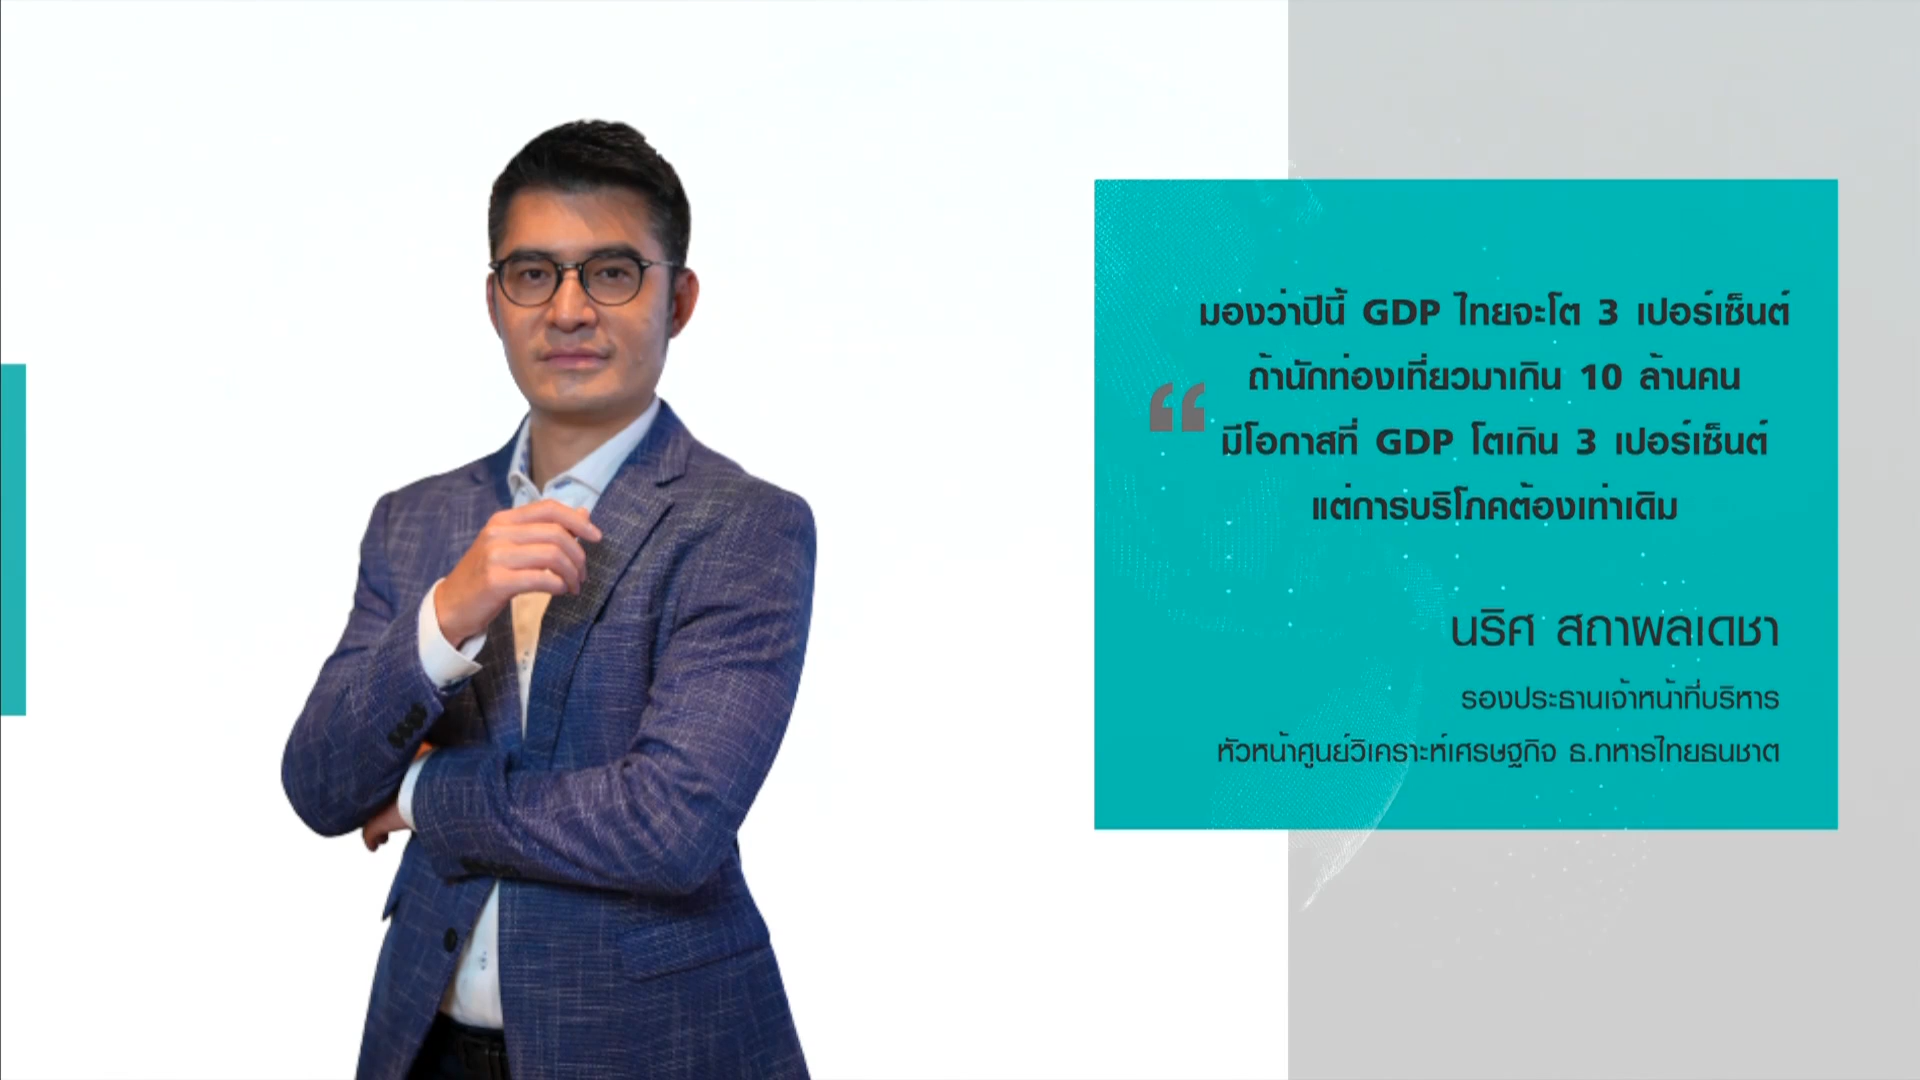 “
มองว่าปีนี้ GDP ไทยจะโต 3 เปอร์เซ็นต์
ถ้านักท่องเที่ยวมาเกิน 10 ล้านคน
มีโอกาสที่ GDP โตเกิน 3 เปอร์เซ็นต์
แต่การบริโภคต้องเท่าเดิม
นริศ สถาผลเดชา
รองประธานเจ้าหน้าที่บริหาร
หัวหน้าศูนย์วิเคราะห์เศรษฐกิจ ธ.ทหารไทยธนชาต